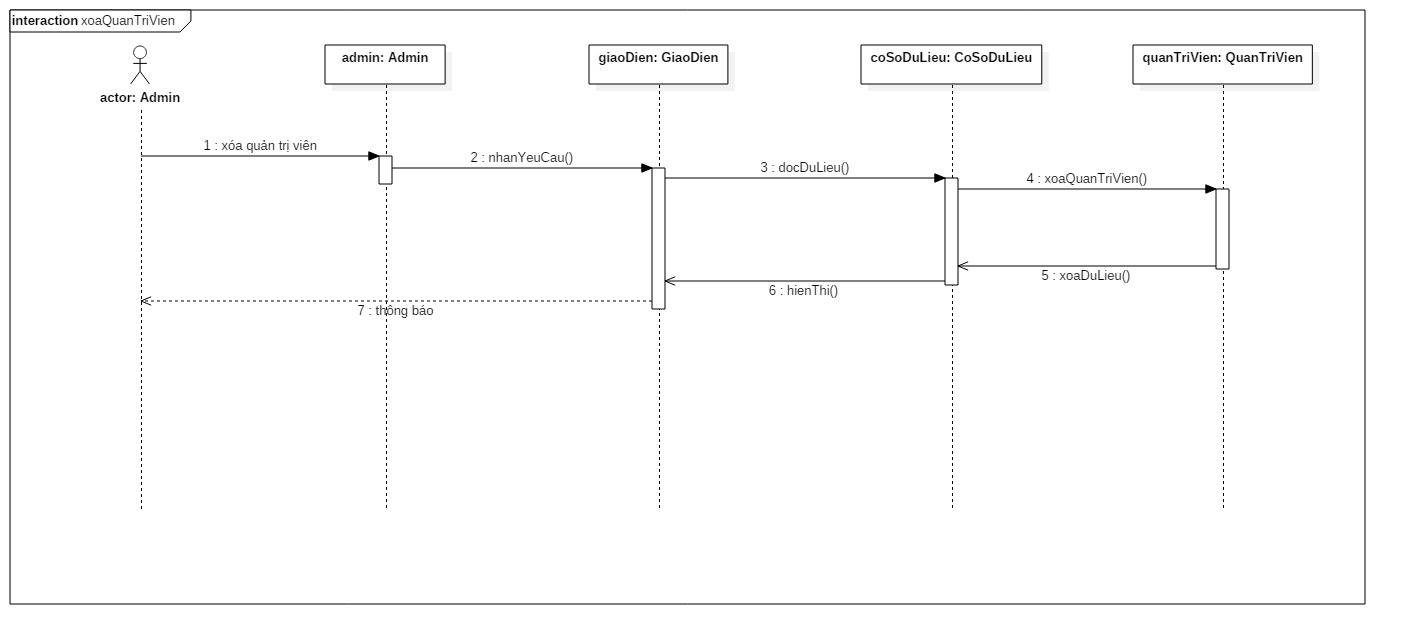 interaction xoaQuanTriVien
actor: Admin
admin: Admin
giaoDien: GiaoDien
coSoDuLieu: CoSoDuLieu
quanTriVien: QuanTriVien
1 : xóa quản trị viên
2 : nhanYeuCau()
3 : docDuLieu()
4 : xoaQuanTriVien()
5 : xoaDuLieu()
6 : hienThi()
7 : thông báo